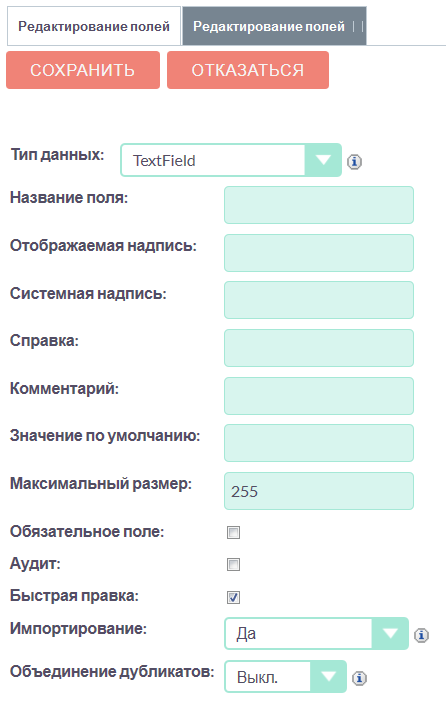 Редактирование полей Редактирование полей
СОХРАНИТЬ ОТКАЗАТЬСЯ
Тип данных: TextField
Название поля:
Отображаемая надпись:
Системная надпись:
Справка:
Комментарий:
Значение по умолчанию:
Максимальный размер: 255
Обязательное поле:
Аудит:
Быстрая правка:
Импортирование: Да
Объединение дубликатов: Выкл.